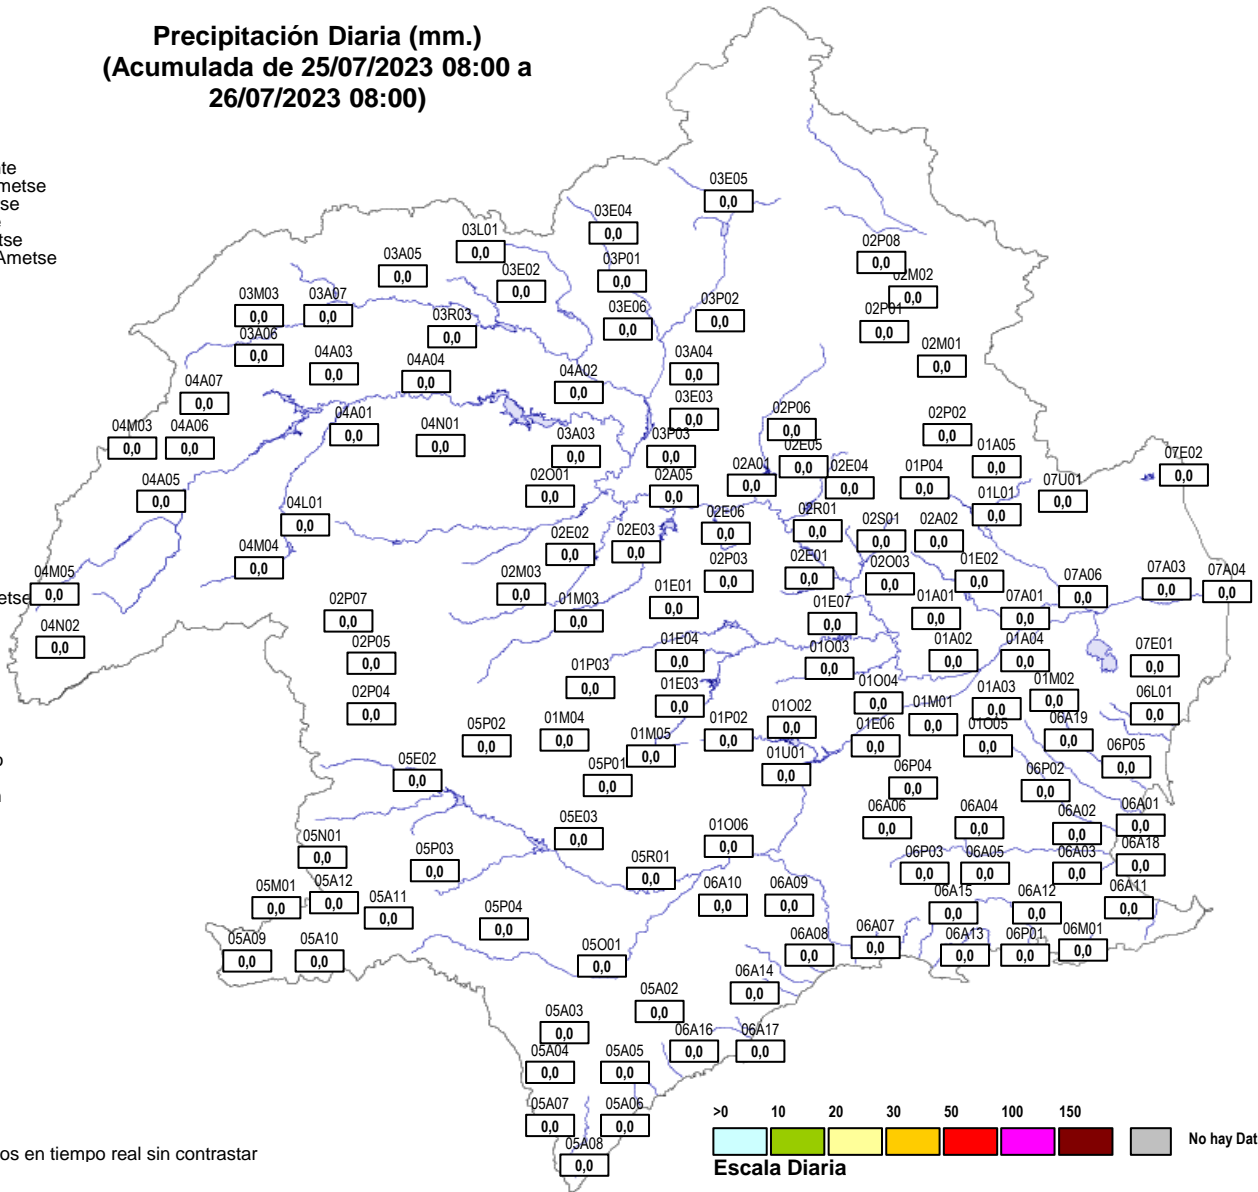 Precipitación Diaria (mm.)
(Acumulada de 25/07/2023 08:00 a
26/07/2023 08:00)
03E05
0,0
03E04
0,0
03L01
0,0
03A05
0,0
03E02
0,0
03P01
0,0
02P08
0,0
02M02
0,0
03M03
0,0
03A07
0,0
03R03
0,0
03E06
0,0
03P02
0,0
02P01
0,0
03A06
0,0
04A03
0,0
04A04
0,0
04A02
0,0
03A04
0,0
02M01
0,0
04A07
0,0
03E03
0,0
04M03
0,0
04A06
0,0
04A01
0,0
04N01
0,0
03A03
0,0
03P03
0,0
02P06
0,0
02P02
0,0
02E05
0,0
01A05
0,0
07E02
0,0
04A05
0,0
02O01
0,0
02A05
0,0
02A01
0,0
02E04
0,0
01P04
0,0
07U01
0,0
01L01
0,0
04L01
0,0
02E06
0,0
02R01
0,0
02S01
0,0
02A02
0,0
02E02
0,0
02E03
0,0
04M04
0,0
02P03
0,0
02E01
0,0
02O03
0,0
01E02
0,0
04M05
0,0
02M03
0,0
07A06
0,0
07A03
0,0
07A04
0,0
02P07
0,0
01M03
0,0
01E01
0,0
01E07
0,0
01A01
0,0
07A01
0,0
04N02
0,0
02P05
0,0
01E04
0,0
01O03
0,0
01A02
0,0
01A04
0,0
07E01
0,0
01P03
0,0
01E03
0,0
02P04
0,0
01O04
0,0
01M01
0,0
01A03
0,0
01M02
0,0
06L01
0,0
05P02
0,0
01M04
0,0
01M05
0,0
01P02
0,0
01O02
0,0
01E06
0,0
01O05
0,0
06A19
0,0
06P05
0,0
05E02
0,0
05P01
0,0
01U01
0,0
06P04
0,0
06P02
0,0
05E03
0,0
01O06
0,0
06A06
0,0
06A04
0,0
06A02
0,0
06A01
0,0
05N01
0,0
05P03
0,0
05R01
0,0
06P03
0,0
06A05
0,0
06A03
0,0
06A18
0,0
05M01
0,0
05A12
0,0
05A11
0,0
06A10
0,0
06A09
0,0
06A15
0,0
06A12
0,0
06A11
0,0
05P04
0,0
05A09
0,0
05A10
0,0
05O01
0,0
06A08
0,0
06A07
0,0
06A13
0,0
06P01
0,0
06M01
0,0
06A14
0,0
05A02
0,0
05A03
0,0
06A16
0,0
06A17
0,0
05A04
0,0
05A05
0,0
05A07
0,0
05A06
0,0
05A08
0,0
>0 10 20 30 50 100 150
No hay Dat
Escala Diaria
os en tiempo real sin contrastar